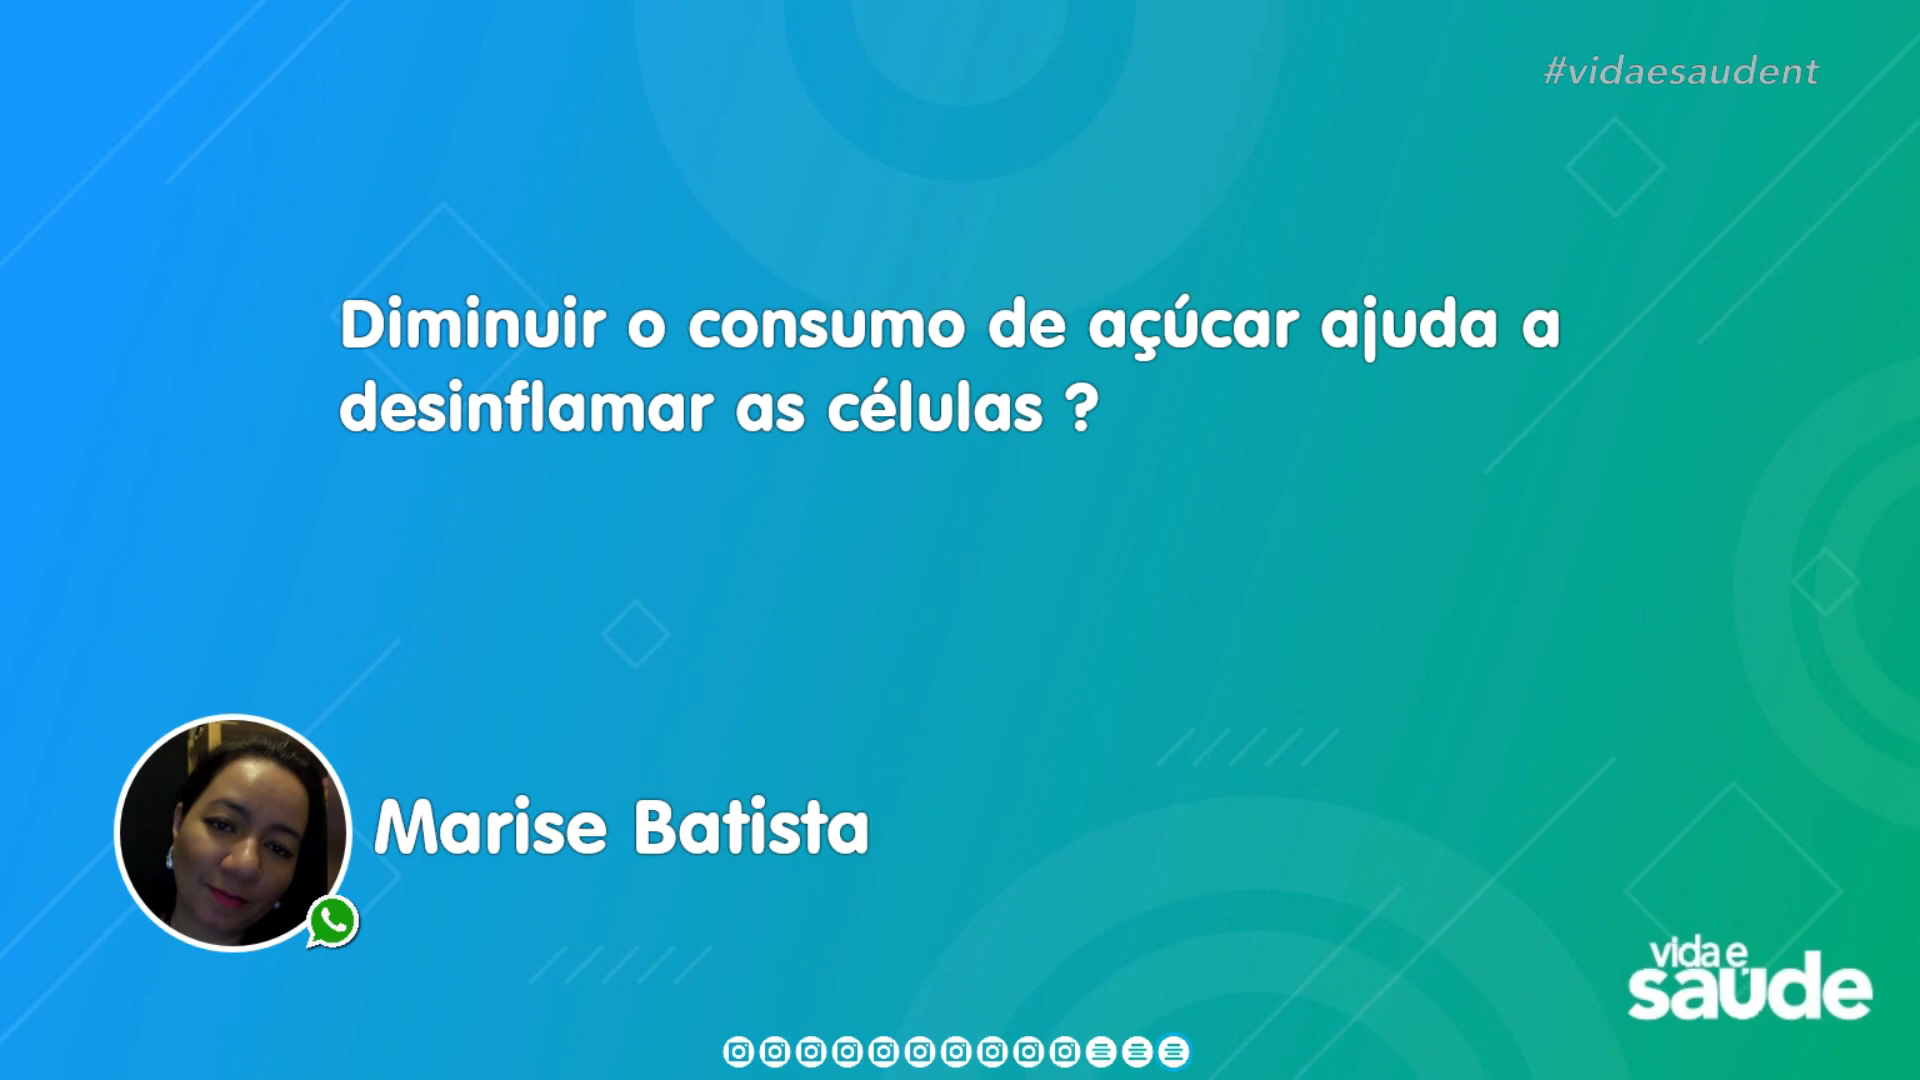 #vidaesaudent
Diminuir o consumo de açúcar ajuda a
desinflamar as células ?
Marise Batista
vida e
saúde